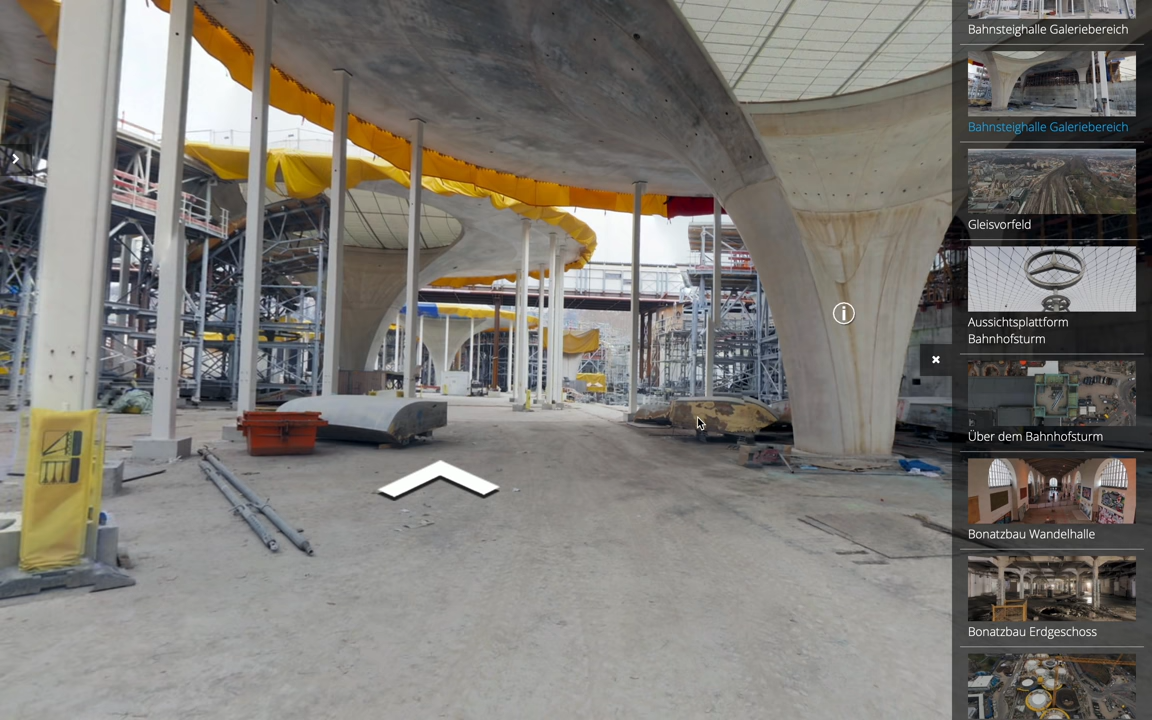 Bahnsteighalle Galeriebereich
Bahnsteighalle Galeriebereich
Gleisvorfeld
Aussichtsplattform
Bahnhofsturm
Über dem Bahnhofsturm
Bonatzbau Wandelhalle
Bonatzbau Erdgeschoss